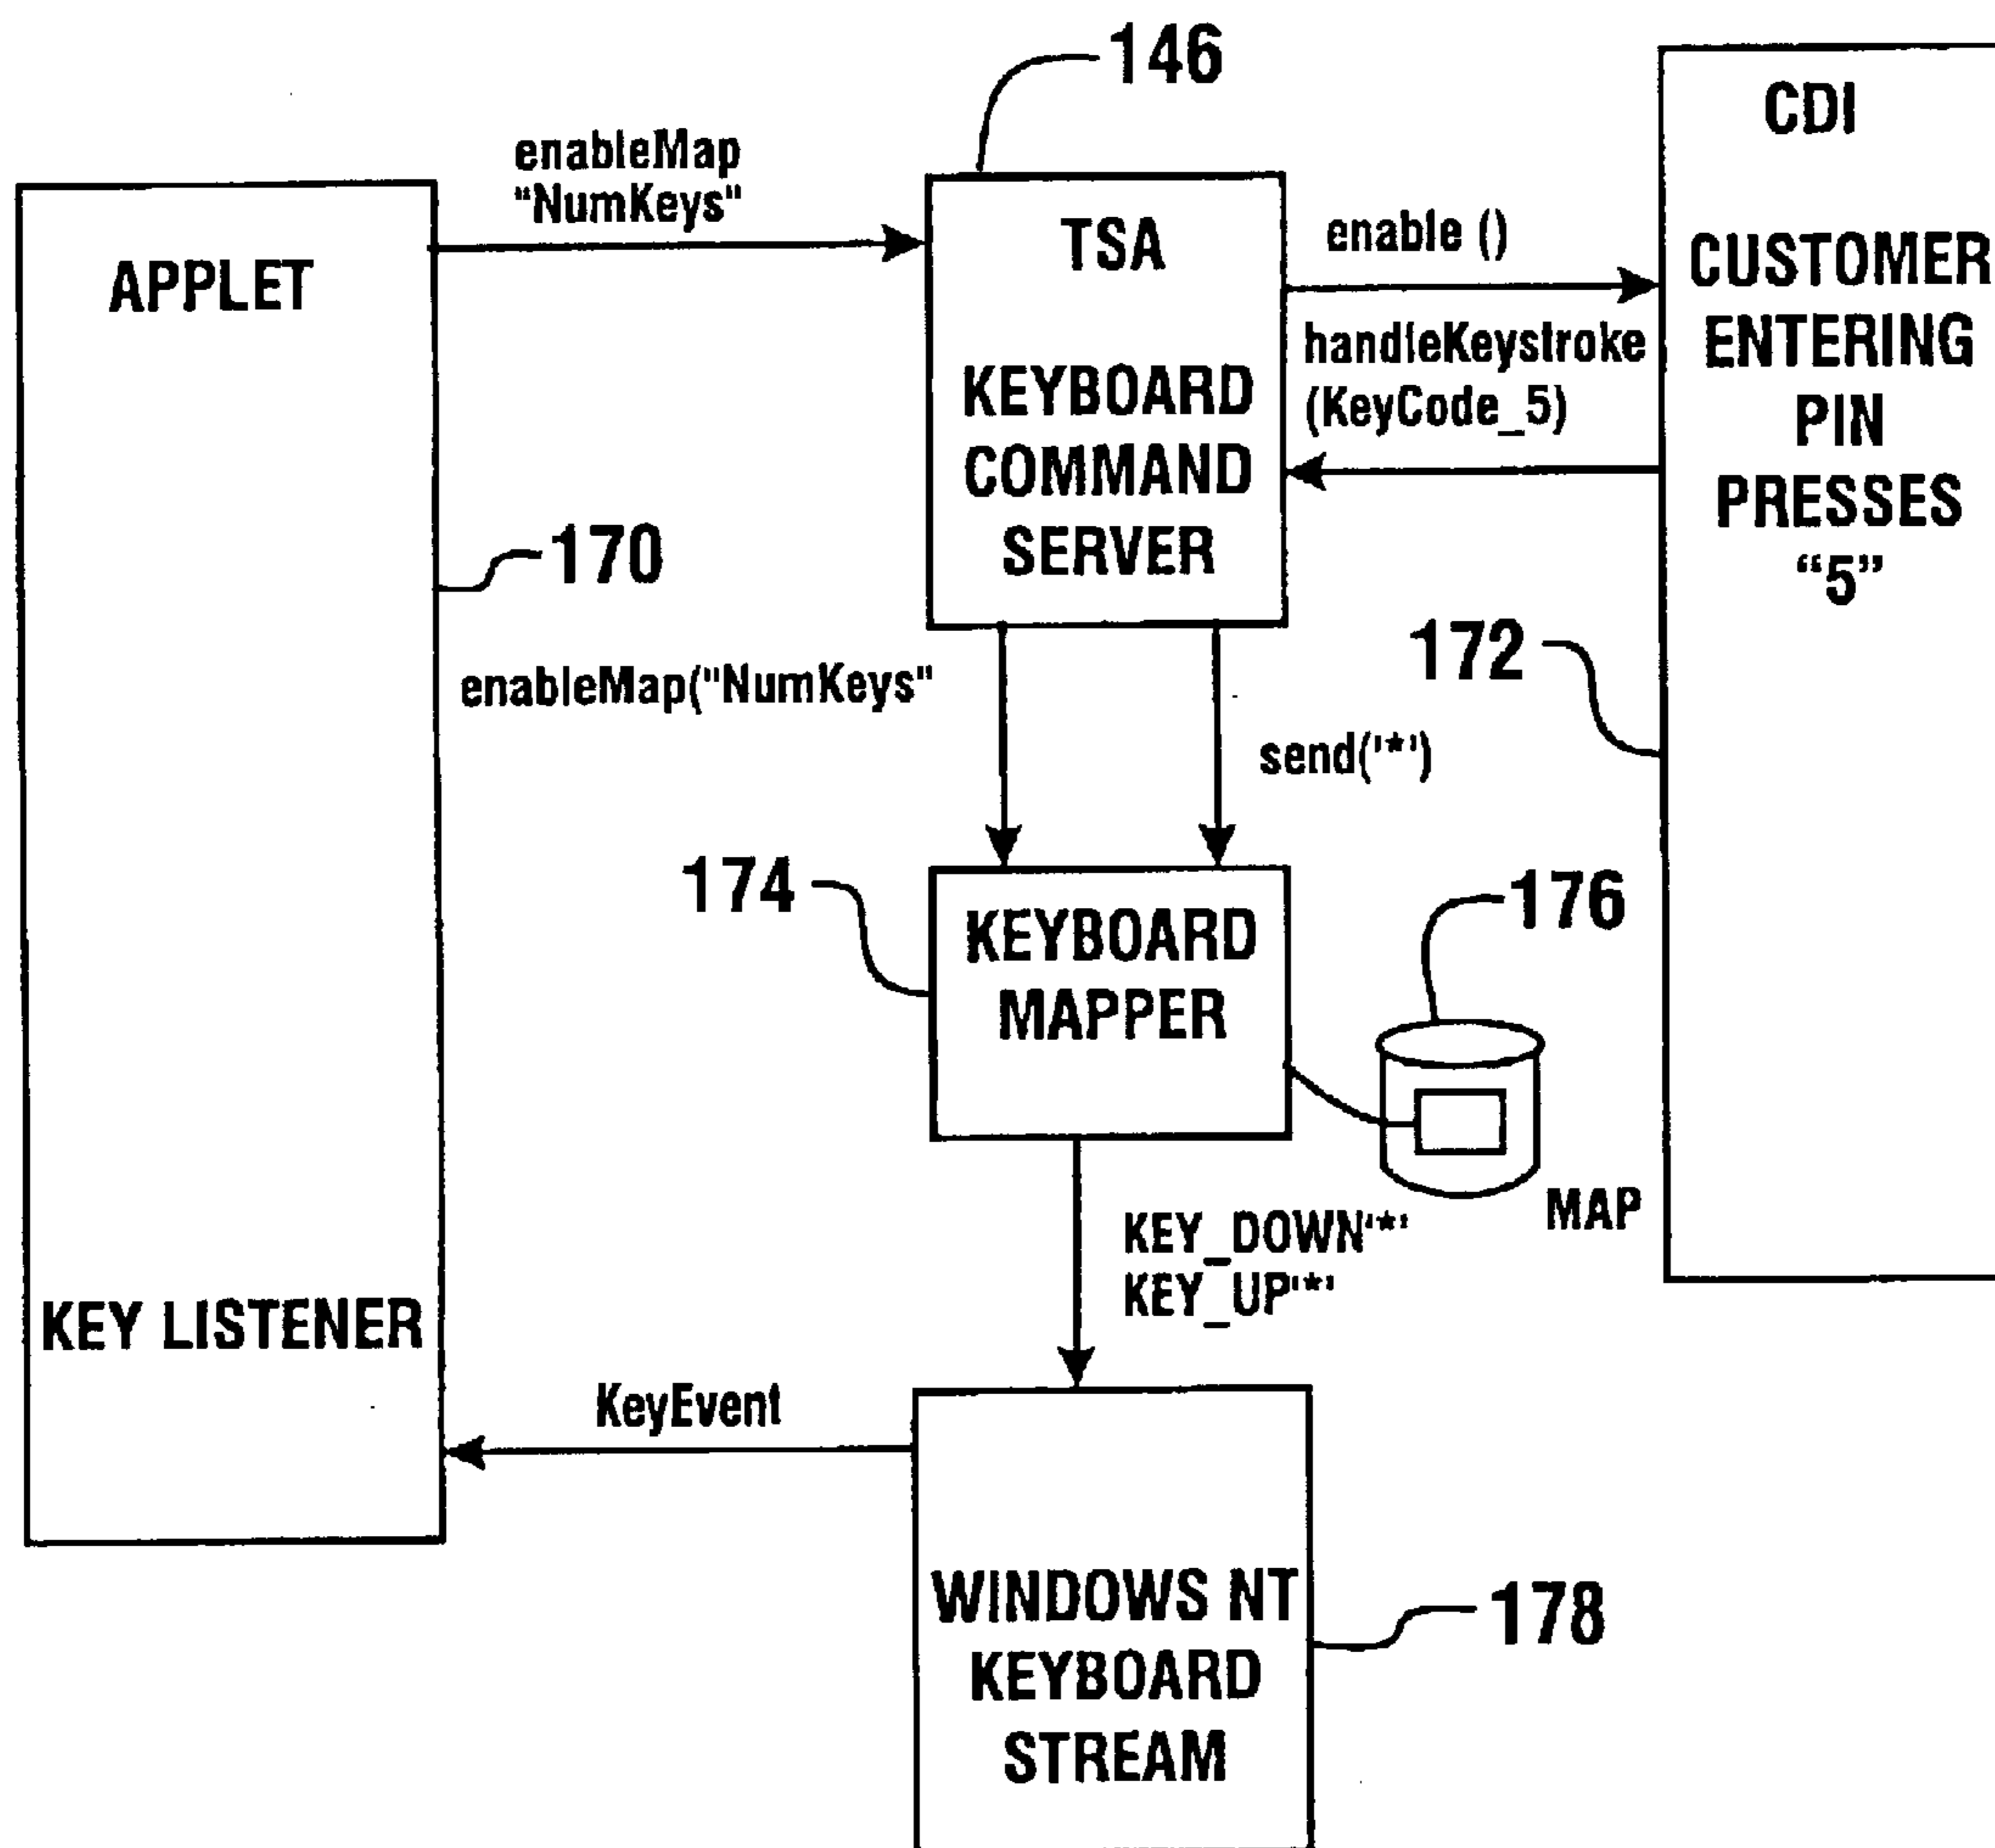 146
CDI
enableMap
"NumKeys"
APPLET
TSA
enable ()
CUSTOMER
ENTERING
PIN
PRESSES
“5”
handleKeystroke
(KeyCode_5)
KEYBOARD
COMMAND
SERVER
170
172
enableMap("NumKeys"
send('*')
174
176
KEYBOARD
MAPPER
MAP
KEY_DOWN'*'
KEY_UP'*'
KEY LISTENER
KeyEvent
WINDOWS NT
KEYBOARD
STREAM
178